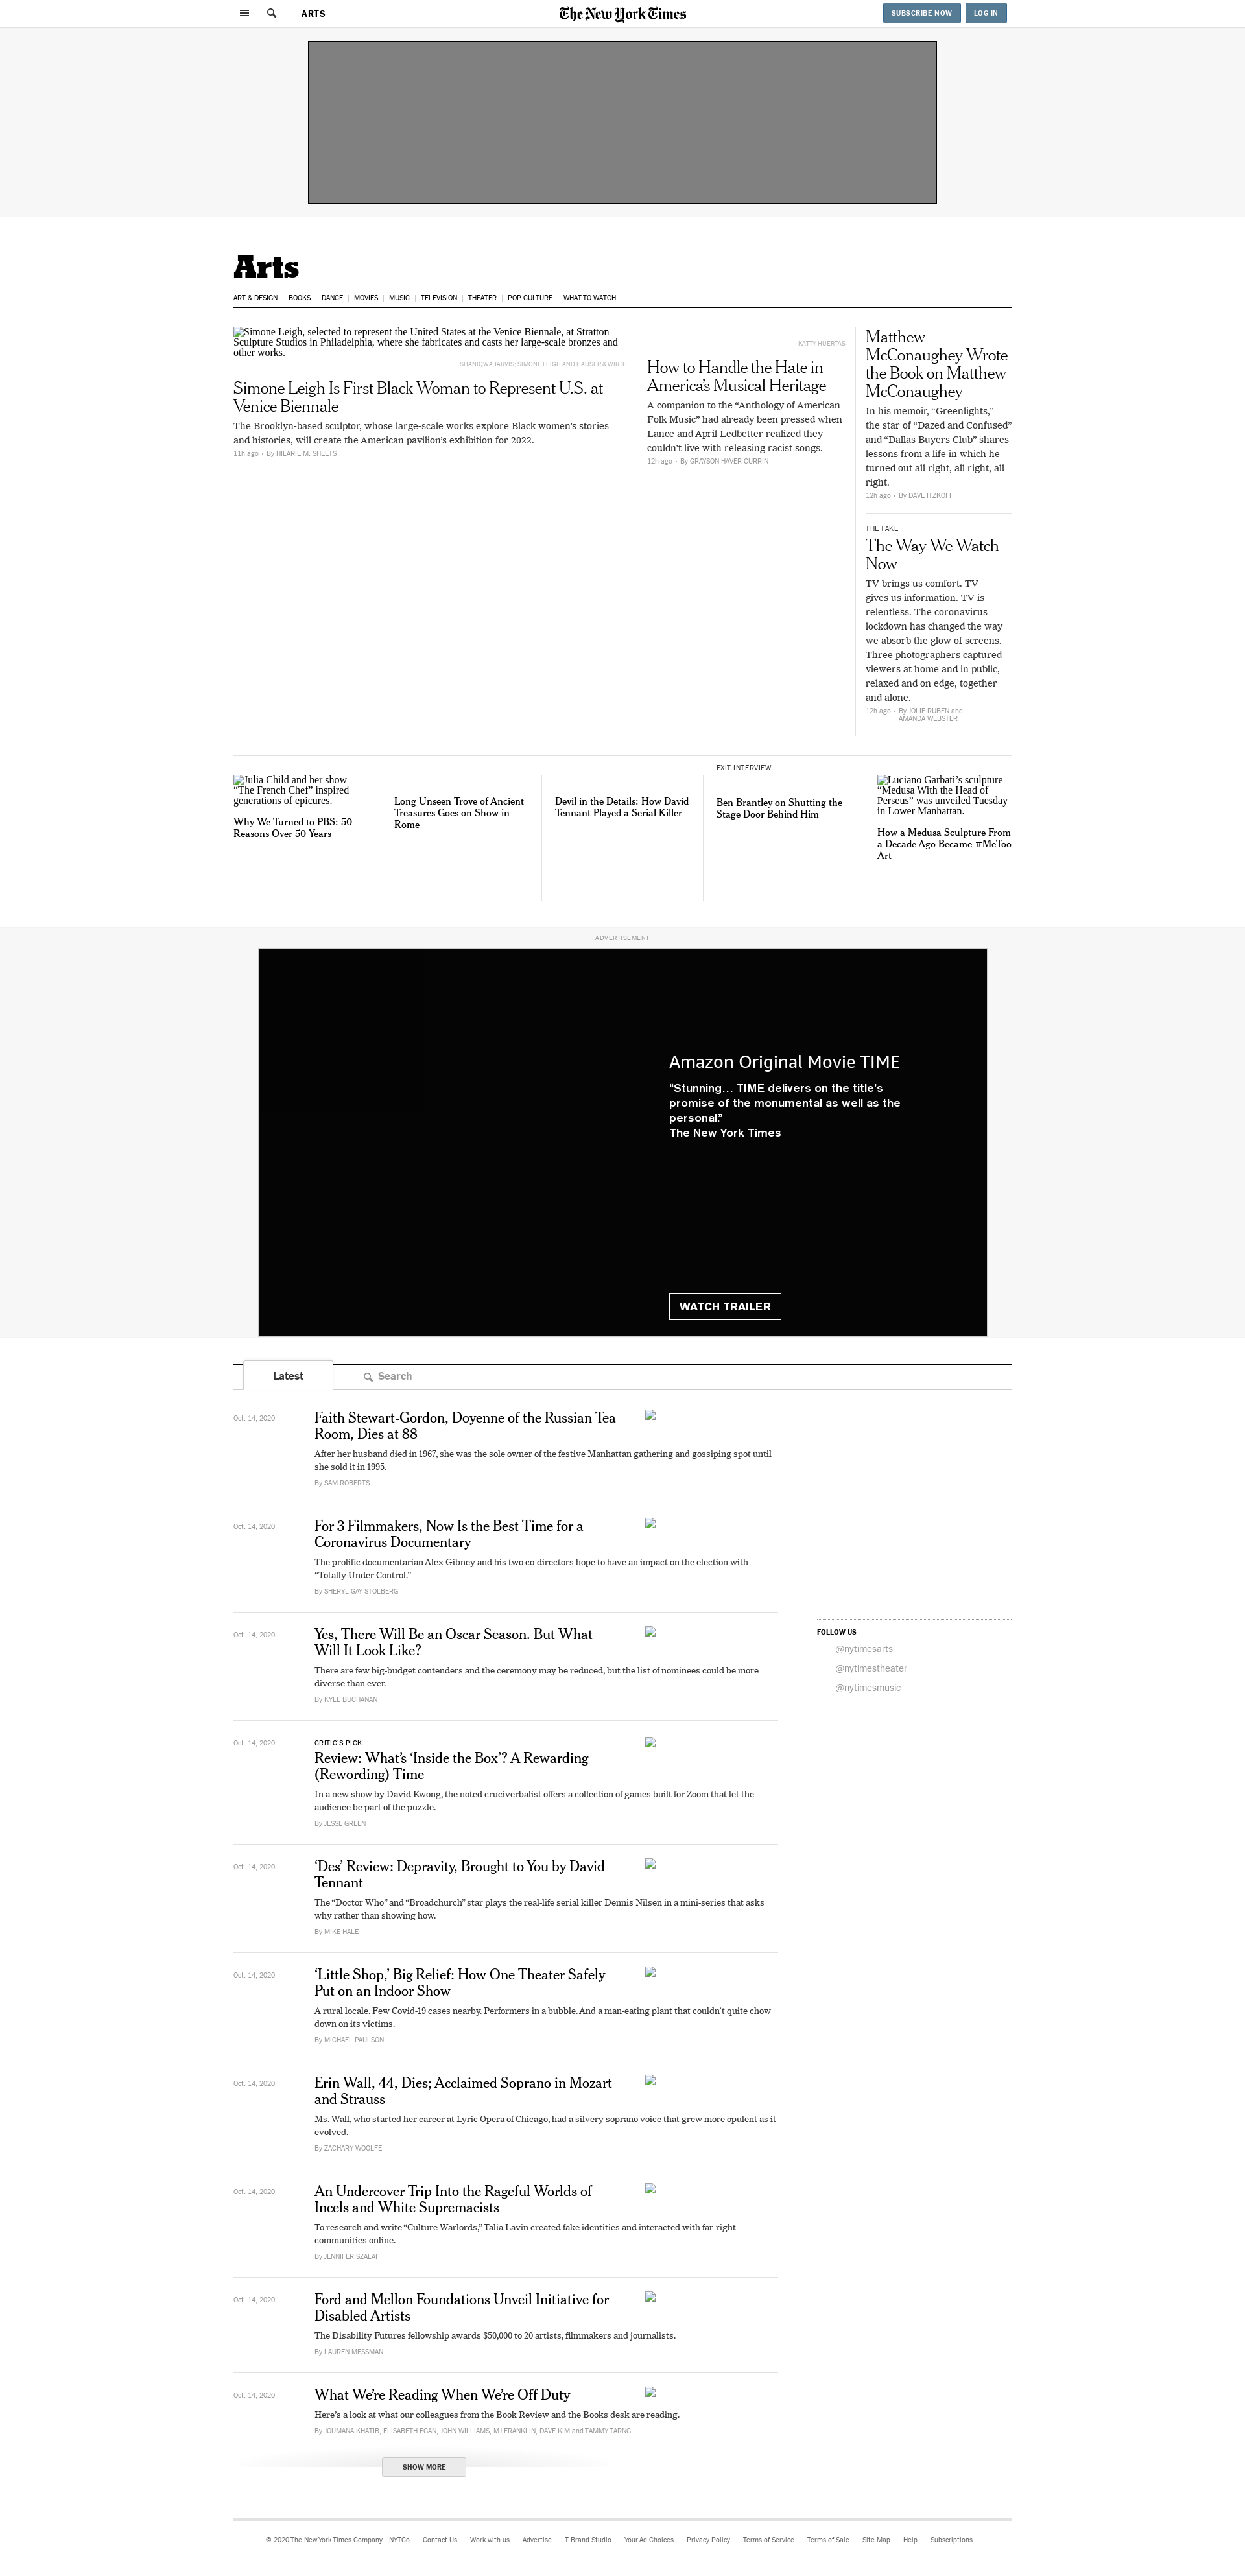 ARTS
The New York Times
SUBSCRIBE NOW
LOG IN
Arts
ART & DESIGN
BOOKS
DANCE
MOVIES
MUSIC
TELEVISION
THEATER
POP CULTURE
WHAT TO WATCH
Simone Leigh, selected to represent the United States at the Venice Biennale, at Stratton
Sculpture Studios in Philadelphia, where she fabricates and casts her large-scale bronzes and
other works.
SHANIQWA JARVIS; SIMONE LEIGH AND HAUSER & WIRTH
Simone Leigh Is First Black Woman to Represent U.S. at
Venice Biennale
The Brooklyn-based sculptor, whose large-scale works explore Black women’s stories
and histories, will create the American pavilion’s exhibition for 2022.
11h ago - By HILARIE M. SHEETS
KATTY HUERTAS
How to Handle the Hate in
America’s Musical Heritage
A companion to the “Anthology of American
Folk Music” had already been pressed when
Lance and April Ledbetter realized they
couldn’t live with releasing racist songs.
12h ago - By GRAYSON HAVER CURRIN
Matthew
McConaughey Wrote
the Book on Matthew
McConaughey
In his memoir, “Greenlights,”
the star of “Dazed and Confused”
and “Dallas Buyers Club” shares
lessons from a life in which he
turned out all right, all right, all
right.
12h ago - By DAVE ITZKOFF
THE TAKE
The Way We Watch
Now
TV brings us comfort. TV
gives us information. TV is
relentless. The coronavirus
lockdown has changed the way
we absorb the glow of screens.
Three photographers captured
viewers at home and in public,
relaxed and on edge, together
and alone.
12h ago - By JOLIE RUBEN and
AMANDA WEBSTER
Julia Child and her show
“The French Chef” inspired
generations of epicures.
Why We Turned to PBS: 50
Reasons Over 50 Years
Long Unseen Trove of Ancient
Treasures Goes on Show in
Rome
Devil in the Details: How David
Tennant Played a Serial Killer
EXIT INTERVIEW
Ben Brantley on Shutting the
Stage Door Behind Him
Luciano Garbati’s sculpture
“Medusa With the Head of
Perseus” was unveiled Tuesday
in Lower Manhattan.
How a Medusa Sculpture From
a Decade Ago Became #MeToo
Art
ADVERTISEMENT
Amazon Original Movie TIME
“Stunning… TIME delivers on the title’s
promise of the monumental as well as the
personal.”
The New York Times
WATCH TRAILER
Latest
Search
Oct. 14, 2020
Faith Stewart-Gordon, Doyenne of the Russian Tea
Room, Dies at 88
After her husband died in 1967, she was the sole owner of the festive Manhattan gathering and gossiping spot until
she sold it in 1995.
By SAM ROBERTS
Oct. 14, 2020
For 3 Filmmakers, Now Is the Best Time for a
Coronavirus Documentary
The prolific documentarian Alex Gibney and his two co-directors hope to have an impact on the election with
“Totally Under Control.”
By SHERYL GAY STOLBERG
Oct. 14, 2020
Yes, There Will Be an Oscar Season. But What
Will It Look Like?
There are few big-budget contenders and the ceremony may be reduced, but the list of nominees could be more
diverse than ever.
By KYLE BUCHANAN
FOLLOW US
@nytimesarts
@nytimestheater
@nytimesmusic
Oct. 14, 2020
CRITIC’S PICK
Review: What’s ‘Inside the Box’? A Rewarding
(Rewording) Time
In a new show by David Kwong, the noted cruciverbalist offers a collection of games built for Zoom that let the
audience be part of the puzzle.
By JESSE GREEN
Oct. 14, 2020
‘Des’ Review: Depravity, Brought to You by David
Tennant
The “Doctor Who” and “Broadchurch” star plays the real-life serial killer Dennis Nilsen in a mini-series that asks
why rather than showing how.
By MIKE HALE
Oct. 14, 2020
‘Little Shop,’ Big Relief: How One Theater Safely
Put on an Indoor Show
A rural locale. Few Covid-19 cases nearby. Performers in a bubble. And a man-eating plant that couldn’t quite chow
down on its victims.
By MICHAEL PAULSON
Oct. 14, 2020
Erin Wall, 44, Dies; Acclaimed Soprano in Mozart
and Strauss
Ms. Wall, who started her career at Lyric Opera of Chicago, had a silvery soprano voice that grew more opulent as it
evolved.
By ZACHARY WOOLFE
Oct. 14, 2020
An Undercover Trip Into the Rageful Worlds of
Incels and White Supremacists
To research and write “Culture Warlords,” Talia Lavin created fake identities and interacted with far-right
communities online.
By JENNIFER SZALAI
Oct. 14, 2020
Ford and Mellon Foundations Unveil Initiative for
Disabled Artists
The Disability Futures fellowship awards $50,000 to 20 artists, filmmakers and journalists.
By LAUREN MESSMAN
Oct. 14, 2020
What We’re Reading When We’re Off Duty
Here’s a look at what our colleagues from the Book Review and the Books desk are reading.
By JOUMANA KHATIB, ELISABETH EGAN, JOHN WILLIAMS, MJ FRANKLIN, DAVE KIM and TAMMY TARNG
SHOW MORE
© 2020 The New York Times Company NYTCo Contact Us Work with us Advertise T Brand Studio Your Ad Choices Privacy Policy Terms of Service Terms of Sale Site Map Help Subscriptions